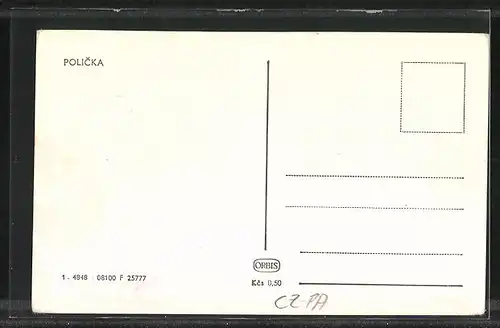 POLIČKA
ORBIS
1 - 4848 08100 F 25777
Kčs 0.50
CZ-PA